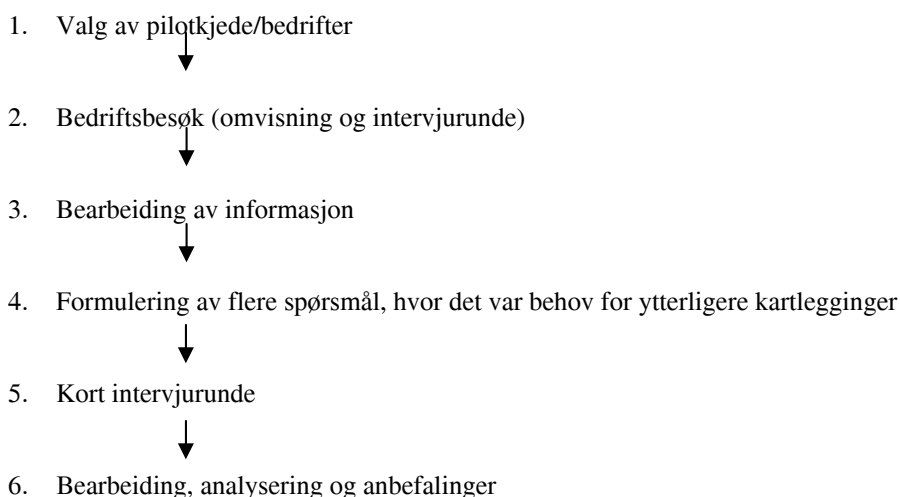 1. Valg av pilotkjede/bedrifter
2. Bedriftsbesøk (omvisning og intervjurunde)
3. Bearbeiding av informasjon
4. Formulering av flere spørsmål, hvor det var behov for ytterligere kartlegginger
5. Kort intervjurunde
6. Bearbeiding, analysering og anbefalinger